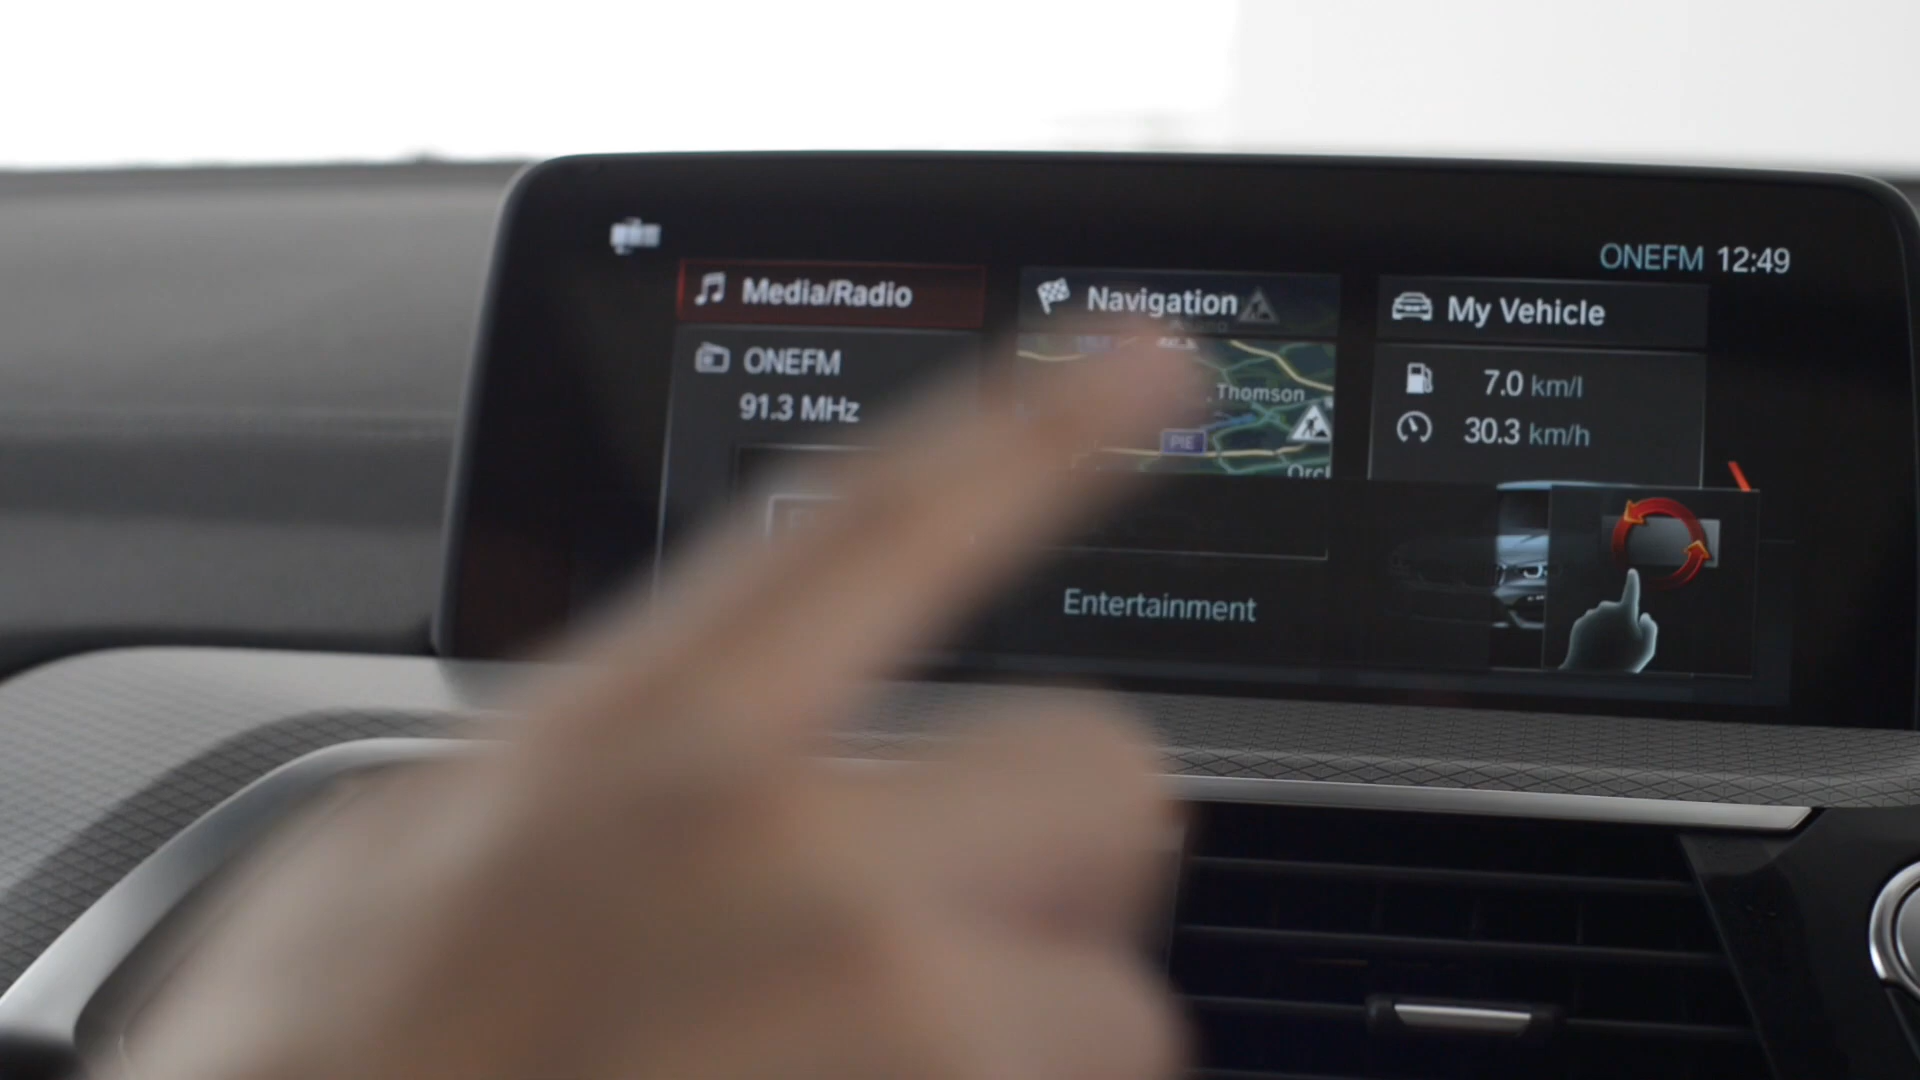 ONEFM 12:49
Media/Radio
ONEFM
91.3 MHz
Navigation
Thomson
PIE
Orcl
My Vehicle
7.0 km/l
30.3 km/h
Entertainment